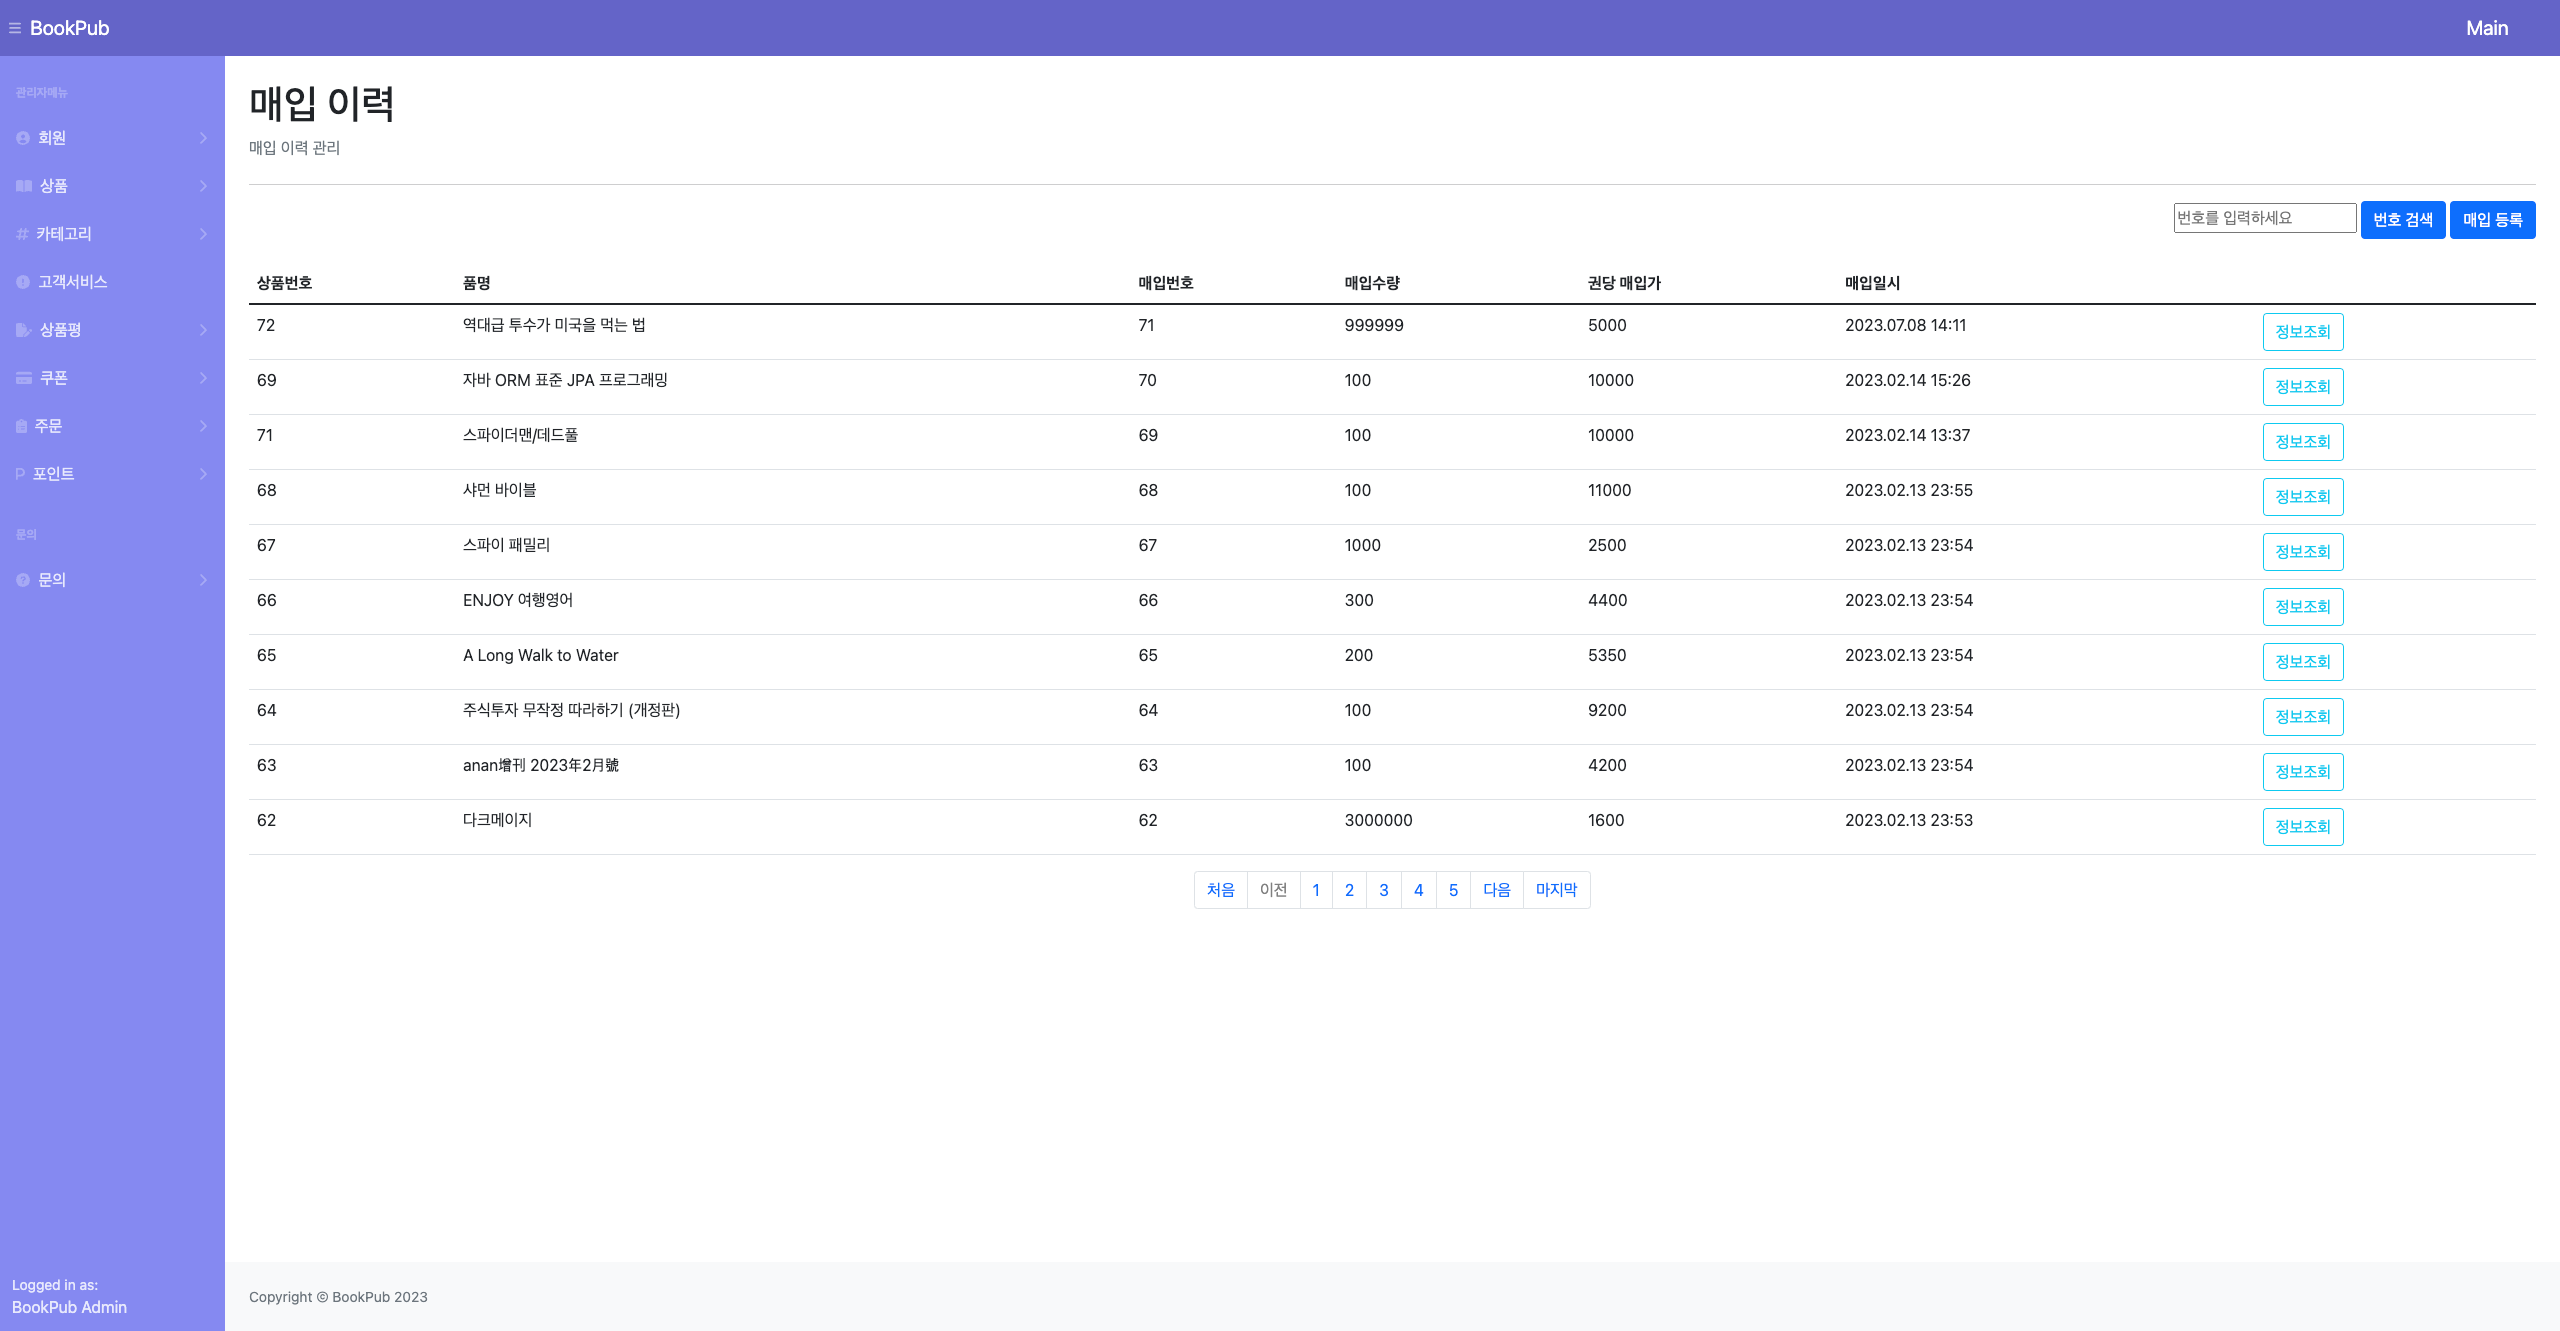 BookPub
Main
관리자메뉴
회원
상품
카테고리
고객서비스
상품평
쿠폰
주문
포인트
문의
문의
Logged in as:
BookPub Admin
매입 이력
매입 이력 관리
번호를 입력하세요 번호 검색 매입 등록
상품번호 품명 매입번호 매입수량 권당 매입가 매입일시
72 역대급 투수가 미국을 먹는 법 71 999999 5000 2023.07.08 14:11 정보조회
69 자바 ORM 표준 JPA 프로그래밍 70 100 10000 2023.02.14 15:26 정보조회
71 스파이더맨/데드풀 69 100 10000 2023.02.14 13:37 정보조회
68 샤먼 바이블 68 100 11000 2023.02.13 23:55 정보조회
67 스파이 패밀리 67 1000 2500 2023.02.13 23:54 정보조회
66 ENJOY 여행영어 66 300 4400 2023.02.13 23:54 정보조회
65 A Long Walk to Water 65 200 5350 2023.02.13 23:54 정보조회
64 주식투자 무작정 따라하기 (개정판) 64 100 9200 2023.02.13 23:54 정보조회
63 anan增刊 2023年2月號 63 100 4200 2023.02.13 23:54 정보조회
62 다크메이지 62 3000000 1600 2023.02.13 23:53 정보조회
처음 이전 1 2 3 4 5 다음 마지막
Copyright © BookPub 2023